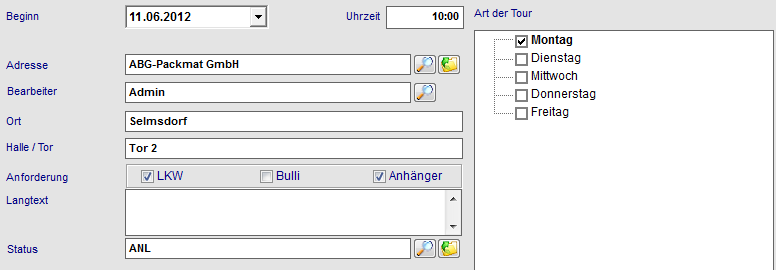 Beginn 11.06.2012 Uhrzeit 10:00
Adresse ABG-Packmat GmbH
Bearbeiter Admin
Ort Selmsdorf
Halle / Tor Tor 2
Anforderung LKW Bulli Anhänger
Langtext
Status ANL
Art der Tour
Montag
Dienstag
Mittwoch
Donnerstag
Freitag